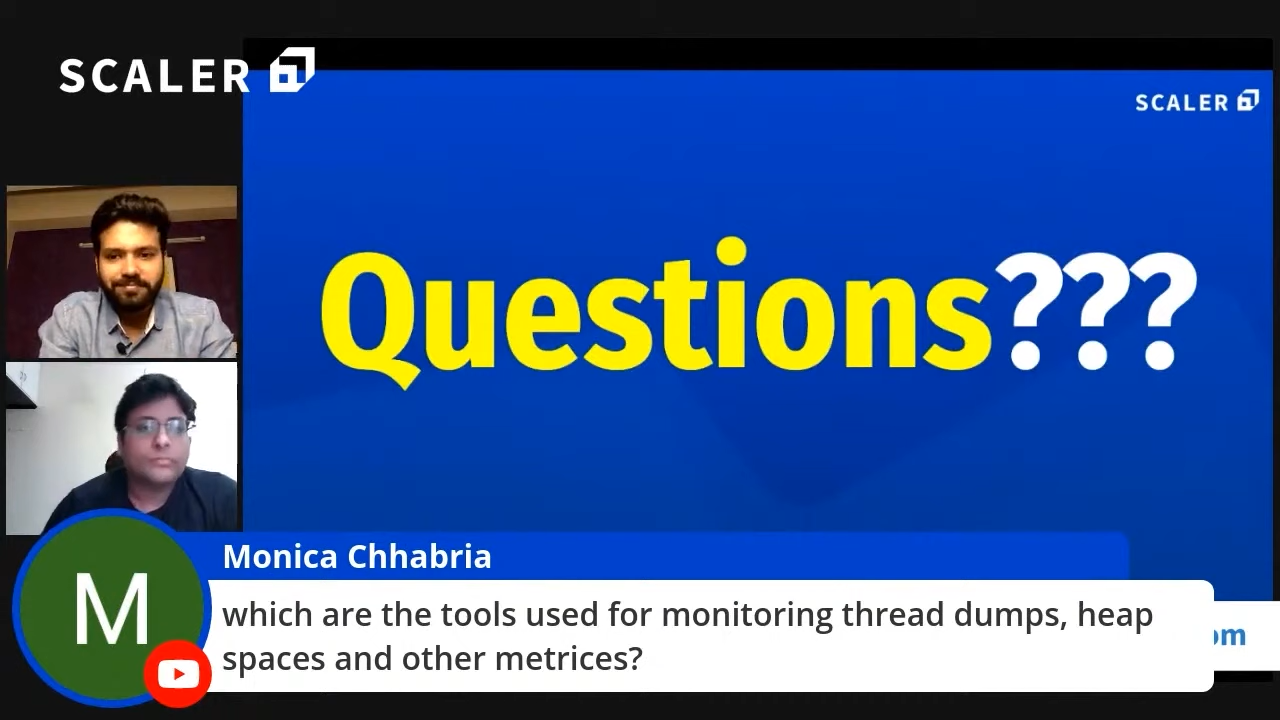 SCALER
SCALER
Questions???
Monica Chhabria
M
which are the tools used for monitoring thread dumps, heap
spaces and other metrices?